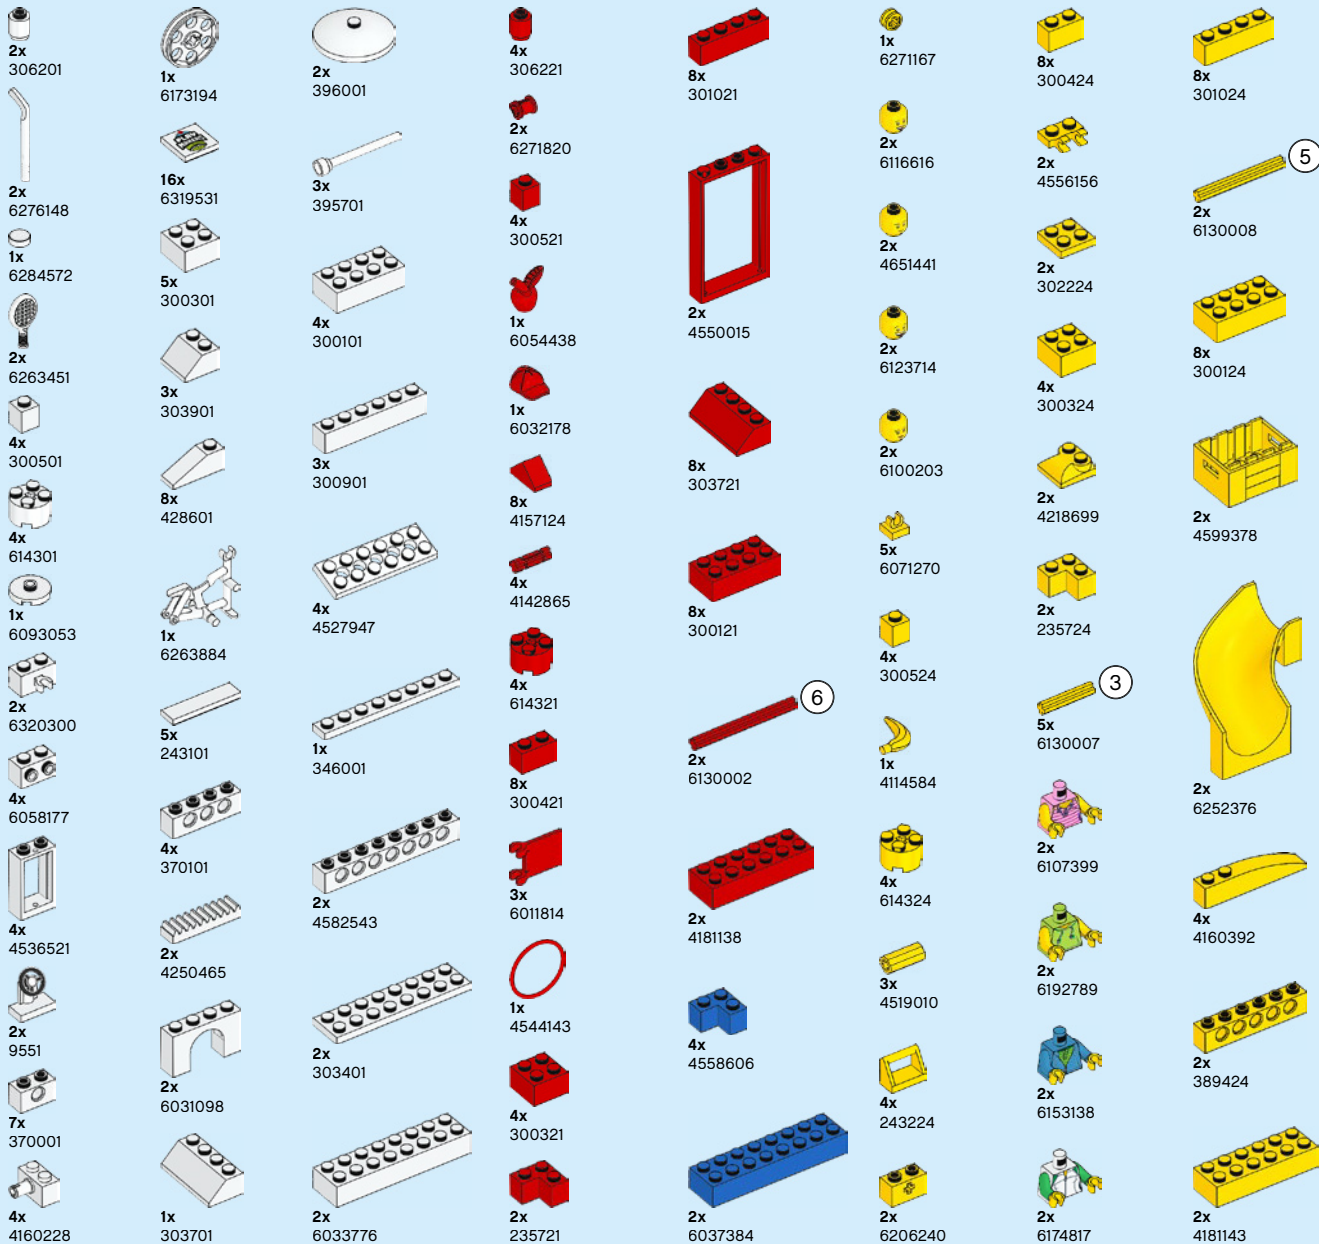 2x
306201
2x
6276148
1x
6284572
2x
6263451
4x
300501
4x
614301
1x
6093053
2x
6320300
4x
6058177
4x
4536521
2x
9551
7x
370001
4x
4160228
1x
6173194
16x
6319531
5x
300301
3x
303901
8x
428601
1x
6263884
5x
243101
4x
370101
2x
4250465
2x
6031098
1x
303701
2x
396001
3x
395701
4x
300101
3x
300901
4x
4527947
1x
346001
2x
4582543
2x
303401
2x
6033776
4x
306221
2x
6271820
4x
300521
1x
6054438
1x
6032178
8x
4157124
4x
4142865
4x
614321
8x
300421
3x
6011814
1x
4544143
4x
300321
2x
235721
8x
301021
2x
4550015
8x
303721
8x
300121
6
2x
6130002
2x
4181138
4x
4558606
2x
6037384
1x
6271167
2x
6116616
2x
4651441
2x
6123714
2x
6100203
5x
6071270
4x
300524
1x
4114584
4x
614324
3x
4519010
4x
243224
2x
6206240
8x
300424
2x
4556156
2x
302224
4x
300324
2x
4218699
2x
235724
3
5x
6130007
2x
6107399
2x
6192789
2x
6153138
2x
6174817
8x
301024
5
2x
6130008
8x
300124
2x
4599378
2x
6252376
4x
4160392
2x
389424
2x
4181143